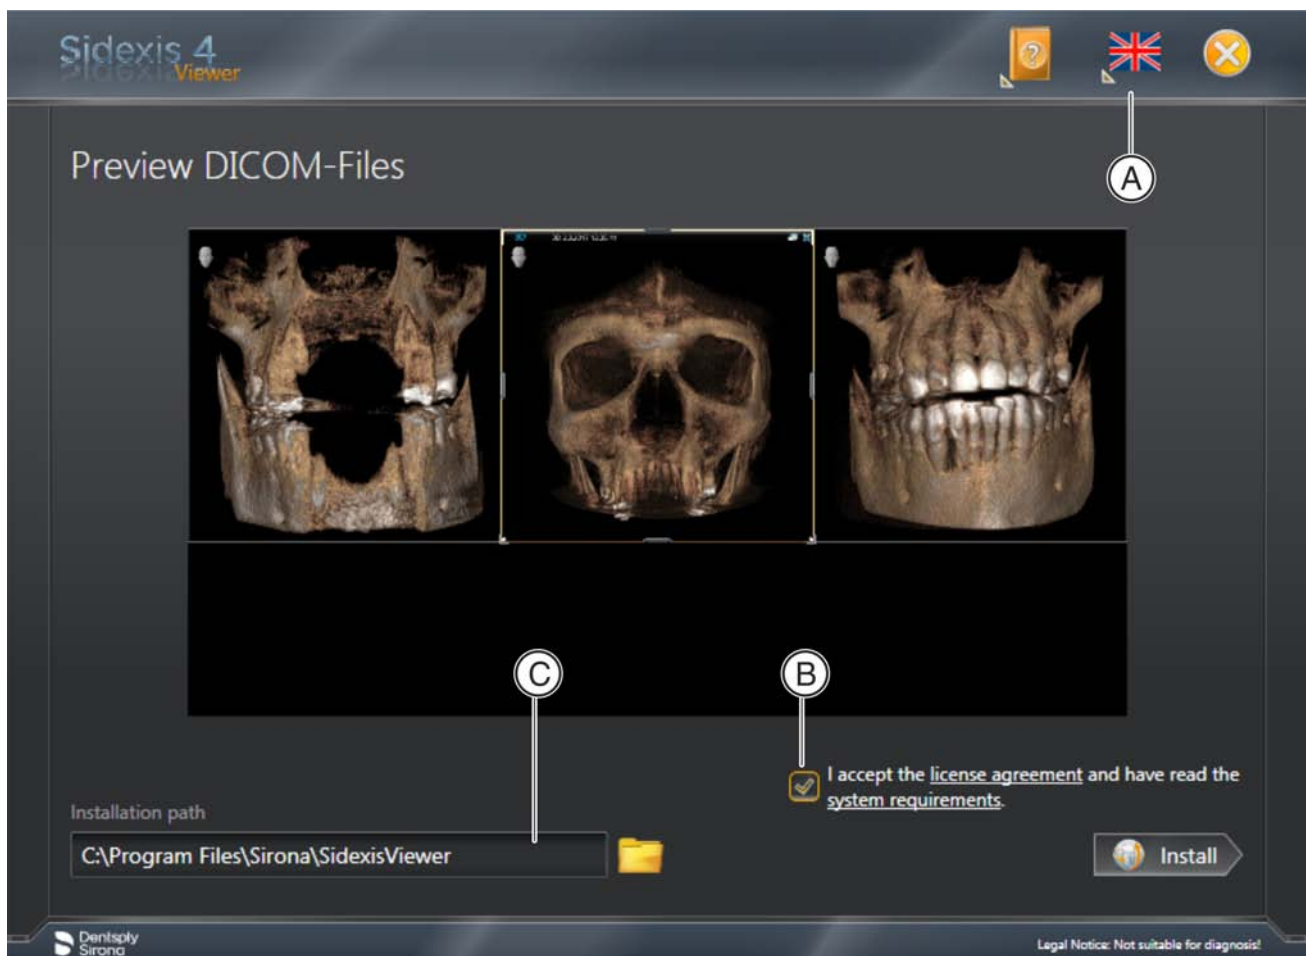 Sidexis 4
Viewer
?
A
Preview DICOM-Files
3D
C
B
I accept the license agreement and have read the
system requirements.
Installation path
C:\Program Files\Sirona\SidexisViewer
Install
Dentsply
Sirona
Legal Notice: Not suitable for diagnosis!